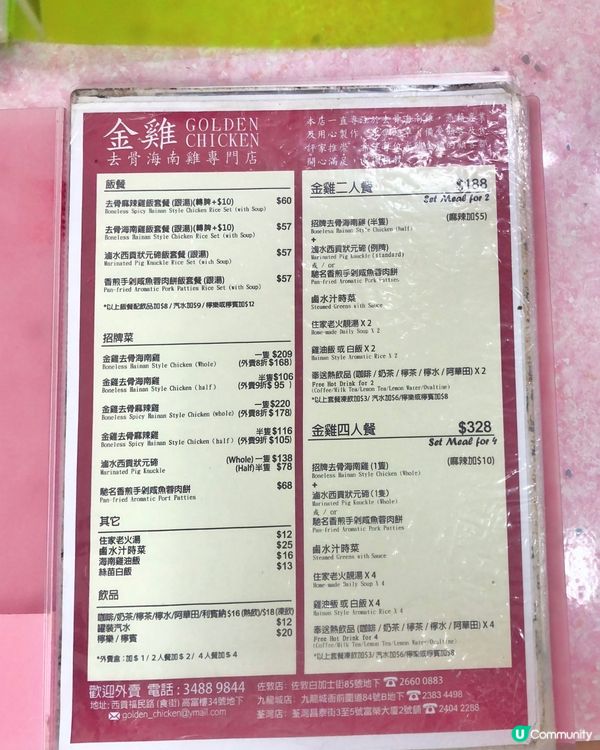 金雞 GOLDEN CHICKEN
去骨海南雞專門店
本店一直專注於去骨海南雞
及用心製作
評家推舉
開心滿足
飯餐
去骨麻辣雞飯套餐 (跟湯)(轉髀+$10) $60
Boneless Spicy Hainan Style Chicken Rice Set (with Soup)
去骨海南雞飯套餐 (跟湯)(轉髀+$10) $57
Boneless Hainan Style Chicken Rice Set (with Soup)
滷水西貢狀元蹄飯套餐 (跟湯) $57
Marinated Pig Knuckle Rice Set (with Soup)
香煎手剁咸魚蓉肉餅飯套餐 (跟湯) $57
Pan-fried Aromatic Pork Patties Rice Set (with Soup)
*以上飯餐配飲品加$8 / 汽水加$9 / 檸樂或檸賓加$12
招牌菜
金雞去骨海南雞 一隻 $209
Boneless Hainan Style Chicken (Whole) (外賣8折 $168)
金雞去骨海南雞 半隻$106
Boneless Hainan Style Chicken (half) (外賣9折$ 95 )
金雞去骨麻辣雞 一隻$220
Boneless Spicy Hainan Style Chicken (whole) (外賣8折 $178)
金雞去骨麻辣雞 半隻 $116
Boneless Spicy Hainan Style Chicken (half) (外賣9折 $105)
滷水西貢狀元蹄 (Whole) 一隻 $138
Marinated Pig Knuckle (Half)半隻 $78
馳名香煎手剁咸魚蓉肉餅 $68
Pan-fried Aromatic Port Patties
其它
住家老火湯 $12
鹵水汁時菜 $25
海南雞油飯 $16
絲苗白飯 $13
飲品
咖啡/奶茶/檸茶/檸水/阿華田/利賓納 $16 (熱飲)/$18 (凍飲)
罐裝汽水 $12
檸樂 / 檸賓 $20
*外賣盒 : 加$ 1 / 2人餐加$ 2 / 4人餐加$ 4
金雞二人餐 $188
Set Meal for 2
招牌去骨海南雞 (半隻) (麻辣加$5)
Boneless Hainan Style Chicken (half)
+
滷水西貢狀元蹄 (例牌)
Marinated Pig Knuckle (standard)
或 / or
馳名香煎手剁咸魚蓉肉餅
Pan-fried Aromatic Pork Patties
鹵水汁時菜
Steamed Greens with Sauce
住家老火靚湯 X 2
Home-made Daily Soup X 2
雞油飯 或 白飯 X 2
Hainan Style Aromatic Rice X 2
奉送熱飲品 (咖啡 / 奶茶 / 檸茶 / 檸水 / 阿華田) X 2
Free Hot Drink for 2
(Coffee/Milk Tea/Lemon Tea/Lemon Water/Ovaltine)
*以上套餐凍飲加$3/ 汽水加$6/檸樂或檸賓加$8
金雞四人餐 $328
Set Meal for 4
招牌去骨海南雞 (1隻) (麻辣加$10)
Boneless Hainan Style Chicken (Whole)
+
滷水西貢狀元蹄 (1隻)
Marinated Pig Knuckle (Whole)
或 / or
馳名香煎手剁咸魚蓉肉餅
Pan-fried Aromatic Pork Patties
鹵水汁時菜
Steamed Greens with Sauce
住家老火靚湯 X 4
Home-made Daily Soup X 4
雞油飯 或 白飯 X 4
Hainan Style Aromatic Rice X 4
奉送熱飲品 (咖啡 / 奶茶 / 檸茶 / 檸水 / 阿華田) X 4
Free Hot Drink for 4
(Coffee/Milk Tea/Lemon Tea/Lemon Water/Ovaltine)
*以上套餐凍飲加$3/ 汽水加$6/檸樂或檸賓加$8
歡迎外賣 電話 : 3488 9844
地址: 西貢福民路 (食街) 高富樓34號地下
golden_chicken@ymail.com
佐敦店: 佐敦白加士街85號地下 2660 0883
九龍城店: 九龍城衙前圍道84號B地下 2383 4498
荃灣店: 荃灣昌泰街3至5號富榮大廈2號舖 2404 2288
U Community